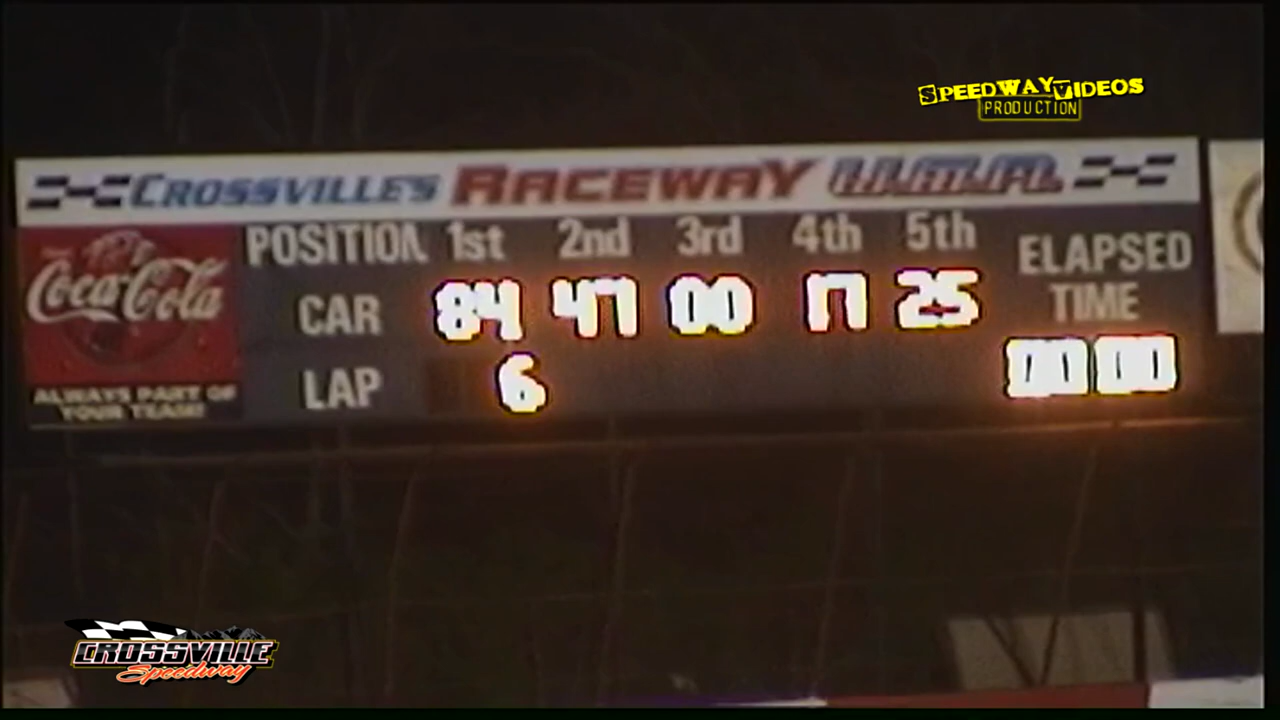 SPEEDWAYVIDEOS
PRODUCTION
CROSSVILLE'S RACEWAY
POSITION 1st 2nd 3rd 4th 5th ELAPSED TIME
Coca-Cola
CAR 84 47 00 17 25
LAP 6 00 00
ALWAYS PART OF
YOUR TEAM!
CROSSVILLE
Speedway